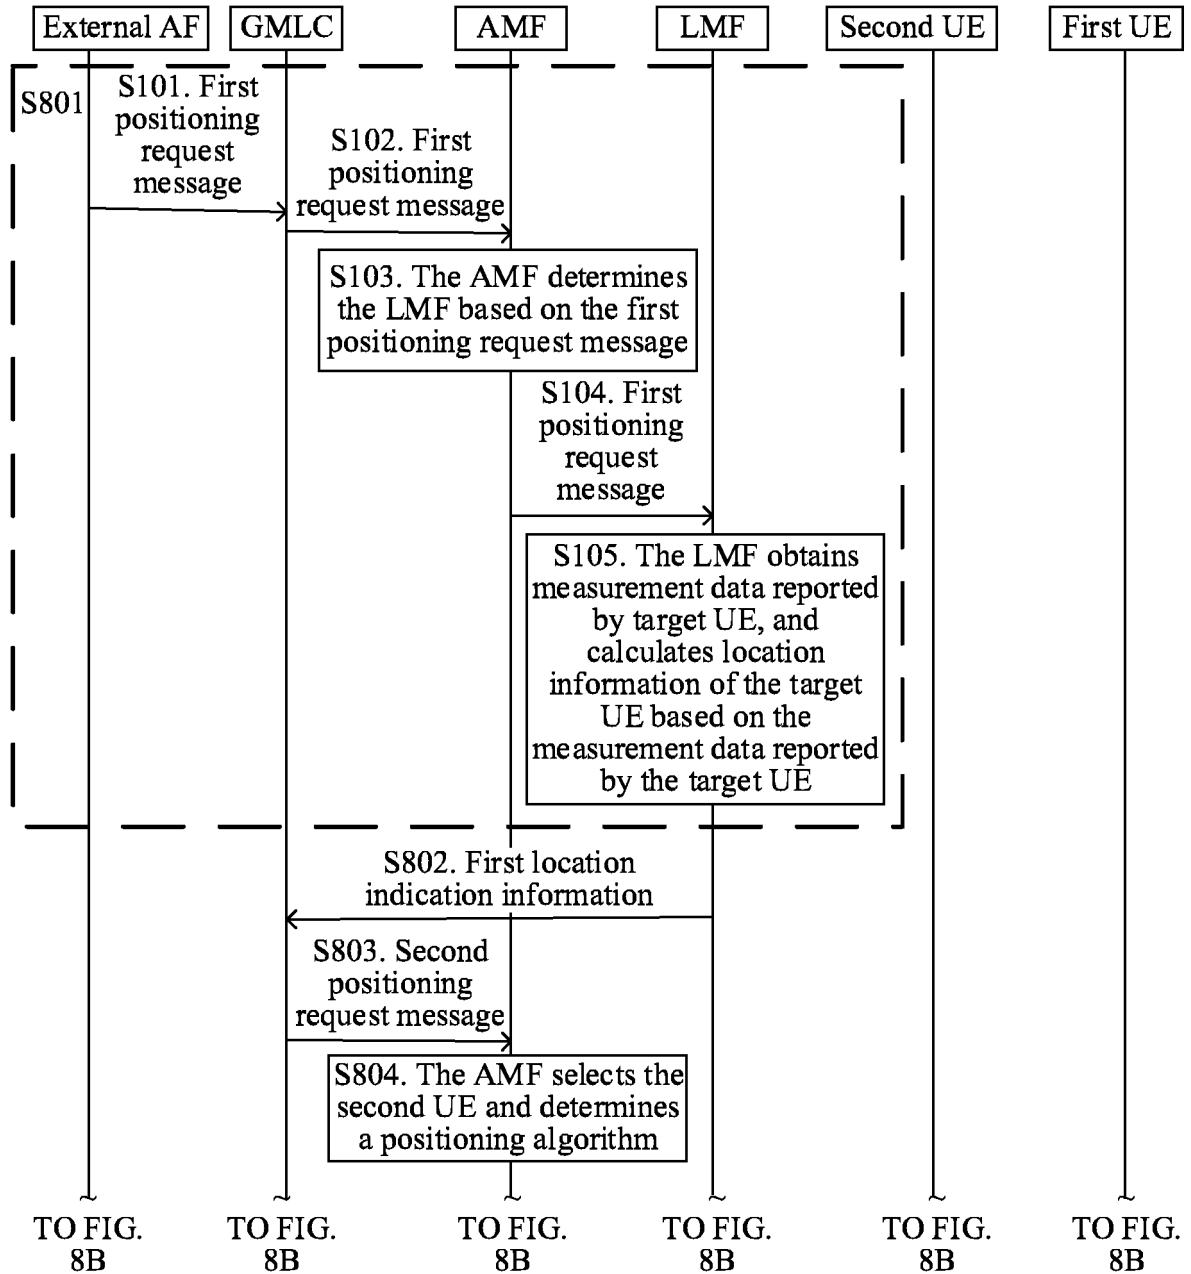 External AF
GMLC
AMF
LMF
Second UE
First UE
S801
S101. First
positioning
request
message
S102. First
positioning
request message
S103. The AMF determines
the LMF based on the first
positioning request message
S104. First
positioning
request
message
S105. The LMF obtains
measurement data reported
by target UE, and
calculates location
information of the target
UE based on the
measurement data reported
by the target UE
S802. First location
indication information
S803. Second
positioning
request message
S804. The AMF selects the
second UE and determines
a positioning algorithm
~
~
~
~
~
~
TO FIG.
8B
TO FIG.
8B
TO FIG.
8B
TO FIG.
8B
TO FIG.
8B
TO FIG.
8B